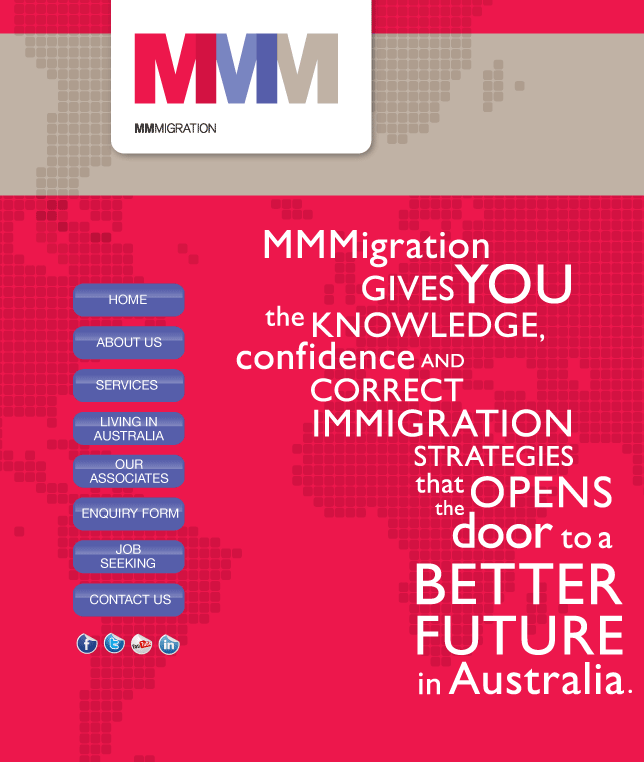 MMM
MMMIGRATION
MMMigration
GIVES YOU
the KNOWLEDGE,
confidence AND
CORRECT
IMMIGRATION
STRATEGIES
that the OPENS
door to a
BETTER
FUTURE
in Australia.
HOME
ABOUT US
SERVICES
LIVING IN
AUSTRALIA
OUR
ASSOCIATES
ENQUIRY FORM
JOB
SEEKING
CONTACT US
f
t
in